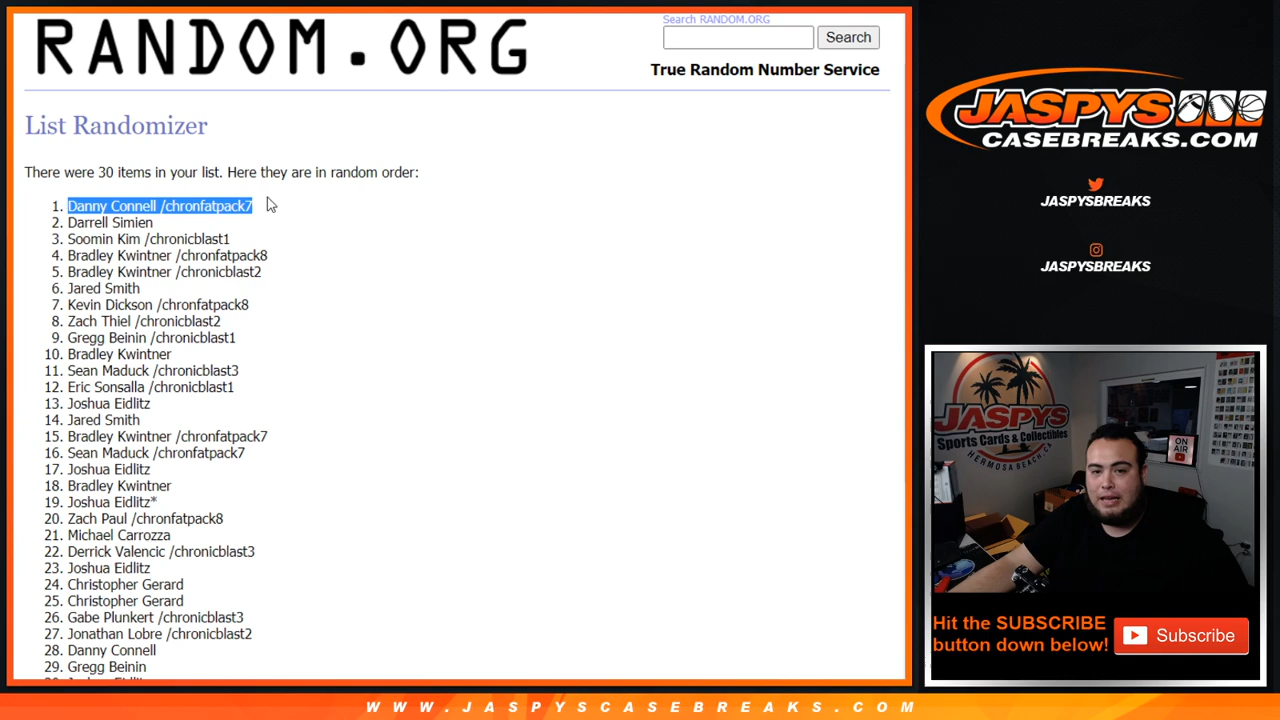 RANDOM.ORG
Search RANDOM.ORG
Search
True Random Number Service
List Randomizer
There were 30 items in your list. Here they are in random order:
1. Danny Connell /chronfatpack7
2. Darrell Simien
3. Soomin Kim /chronicblast1
4. Bradley Kwintner /chronfatpack8
5. Bradley Kwintner /chronicblast2
6. Jared Smith
7. Kevin Dickson /chronfatpack8
8. Zach Thiel /chronicblast2
9. Gregg Beinin /chronicblast1
10. Bradley Kwintner
11. Sean Maduck /chronicblast3
12. Eric Sonsalla /chronicblast1
13. Joshua Eidlitz
14. Jared Smith
15. Bradley Kwintner /chronfatpack7
16. Sean Maduck /chronfatpack7
17. Joshua Eidlitz
18. Bradley Kwintner
19. Joshua Eidlitz*
20. Zach Paul /chronfatpack8
21. Michael Carrozza
22. Derrick Valencic /chronicblast3
23. Joshua Eidlitz
24. Christopher Gerard
25. Christopher Gerard
26. Gabe Plunkert /chronicblast3
27. Jonathan Lobre /chronicblast2
28. Danny Connell
29. Gregg Beinin
JASPYS
CASEBREAKS.COM
JASPYSBREAKS
JASPYSBREAKS
JASPYS
Sports Cards & Collectibles
HERMOSA BEACH, CA
ON
AIR
Hit the SUBSCRIBE
button down below!
Subscribe
WWW.JASPYSCASEBREAKS.COM